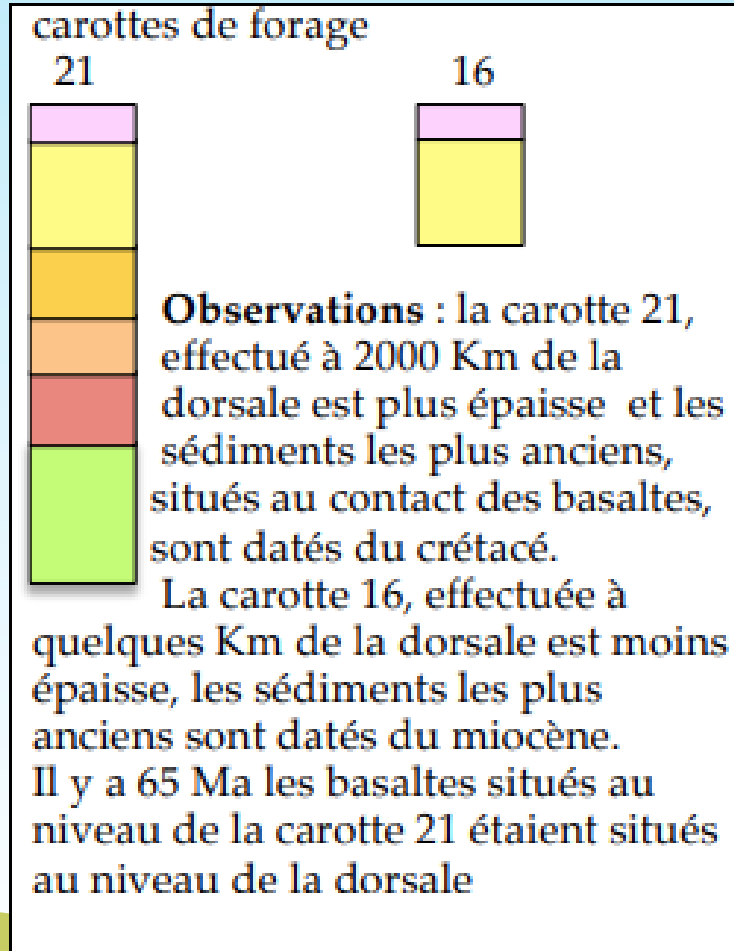 carottes de forage
21 16
Observations : la carotte 21,
effectué à 2000 Km de la
dorsale est plus épaisse et les
sédiments les plus anciens,
situés au contact des basaltes,
sont datés du crétacé.
La carotte 16, effectuée à
quelques Km de la dorsale est moins
épaisse, les sédiments les plus
anciens sont datés du miocène.
Il y a 65 Ma les basaltes situés au
niveau de la carotte 21 étaient situés
au niveau de la dorsale